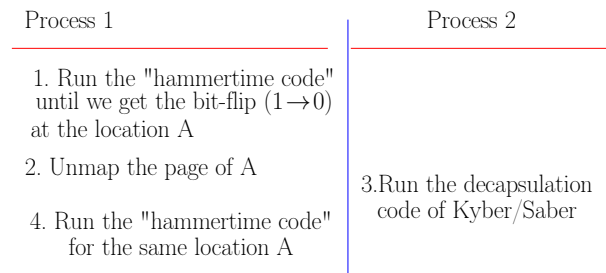 Process 1
Process 2
1. Run the "hammertime code"
until we get the bit-flip (1→0)
at the location A
2. Unmap the page of A
3.Run the decapsulation
code of Kyber/Saber
4. Run the "hammertime code"
for the same location A